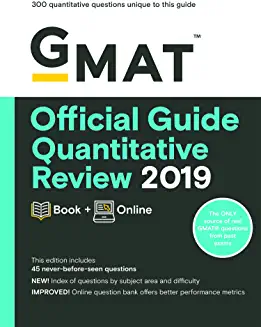 300 quantitative questions unique to this guide
GMAT™
Official Guide
Quantitative
Review 2019
Book + Online
The ONLY
source of real
GMAT® questions
from past
exams
This edition includes
45 never-before-seen questions
NEW! Index of questions by subject area and difficulty
IMPROVED! Online question bank offers better performance metrics